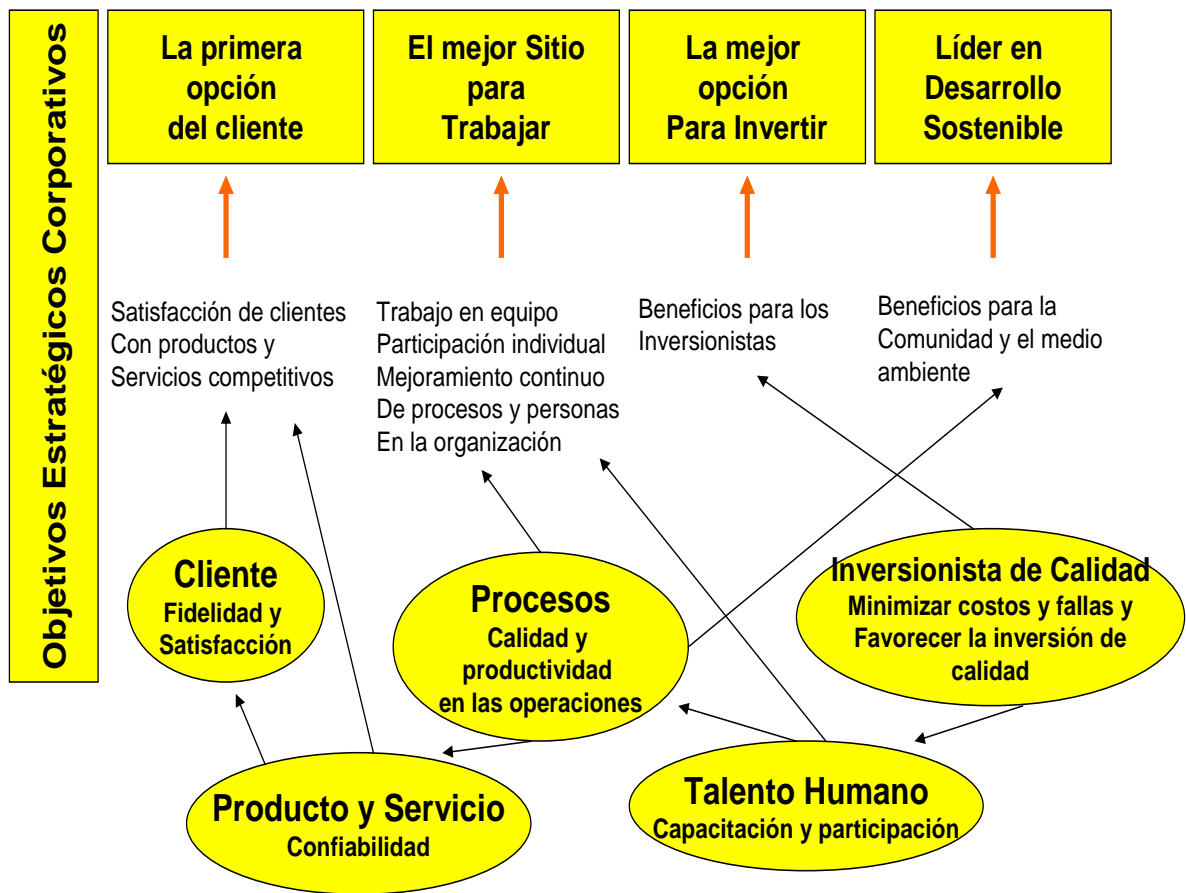 Objetivos Estratégicos Corporativos
La primera
opción
del cliente
El mejor Sitio
para
Trabajar
La mejor
opción
Para Invertir
Líder en
Desarrollo
Sostenible
Satisfacción de clientes
Con productos y
Servicios competitivos
Trabajo en equipo
Participación individual
Mejoramiento continuo
De procesos y personas
En la organización
Beneficios para los
Inversionistas
Beneficios para la
Comunidad y el medio
ambiente
Cliente
Fidelidad y
Satisfacción
Procesos
Calidad y
productividad
en las operaciones
Inversionista de Calidad
Minimizar costos y fallas y
Favorecer la inversión de
calidad
Producto y Servicio
Confiabilidad
Talento Humano
Capacitación y participación